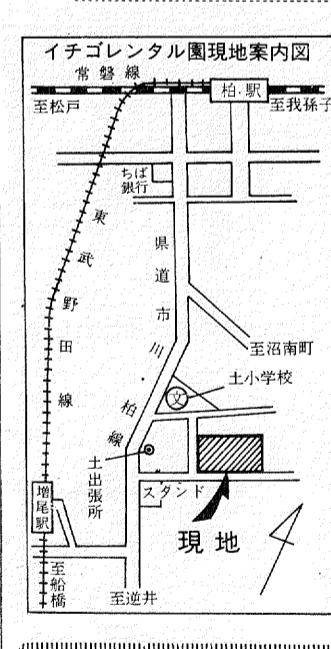 イチゴレンタル園現地案内図
常磐線
柏駅
至松戸
至我孫子
ちば
銀行
東武野田線
県道市川柏線
至沼南町
土小学校
文
土出張所
スタンド
増尾駅
現地
至船橋
至逆井